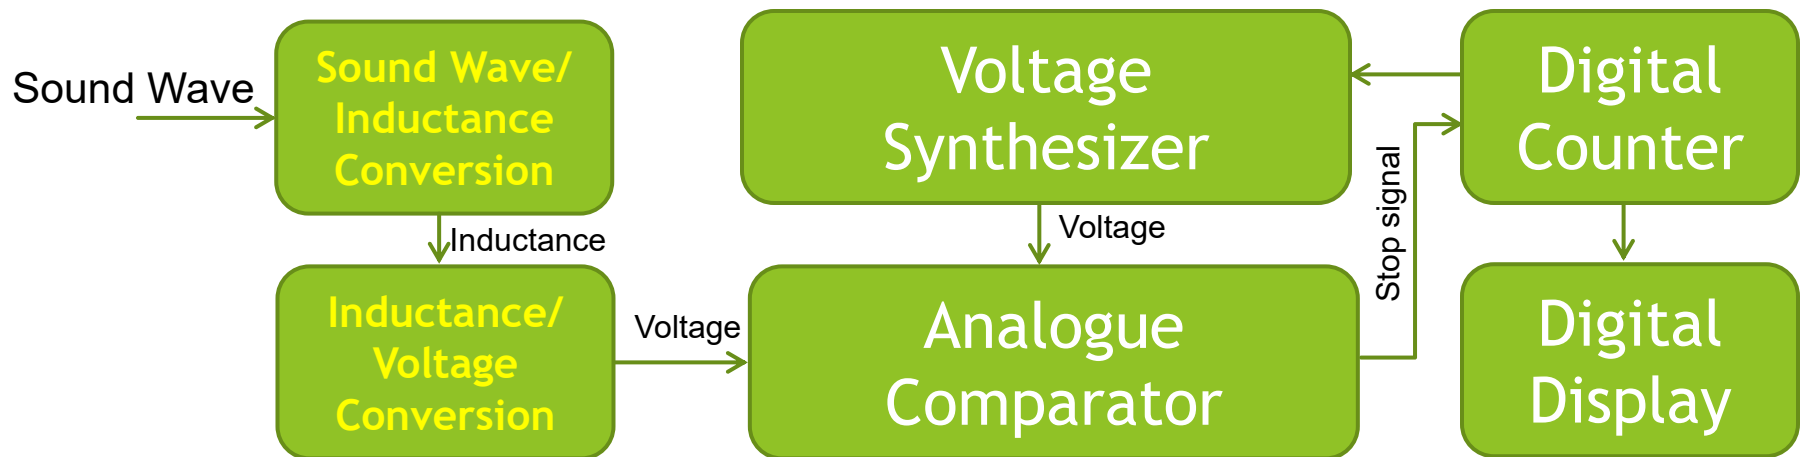 Sound Wave
Sound Wave/
Inductance
Conversion
Inductance
Inductance/
Voltage
Conversion
Voltage
Voltage
Synthesizer
Voltage
Analogue
Comparator
Stop signal
Digital
Counter
Digital
Display